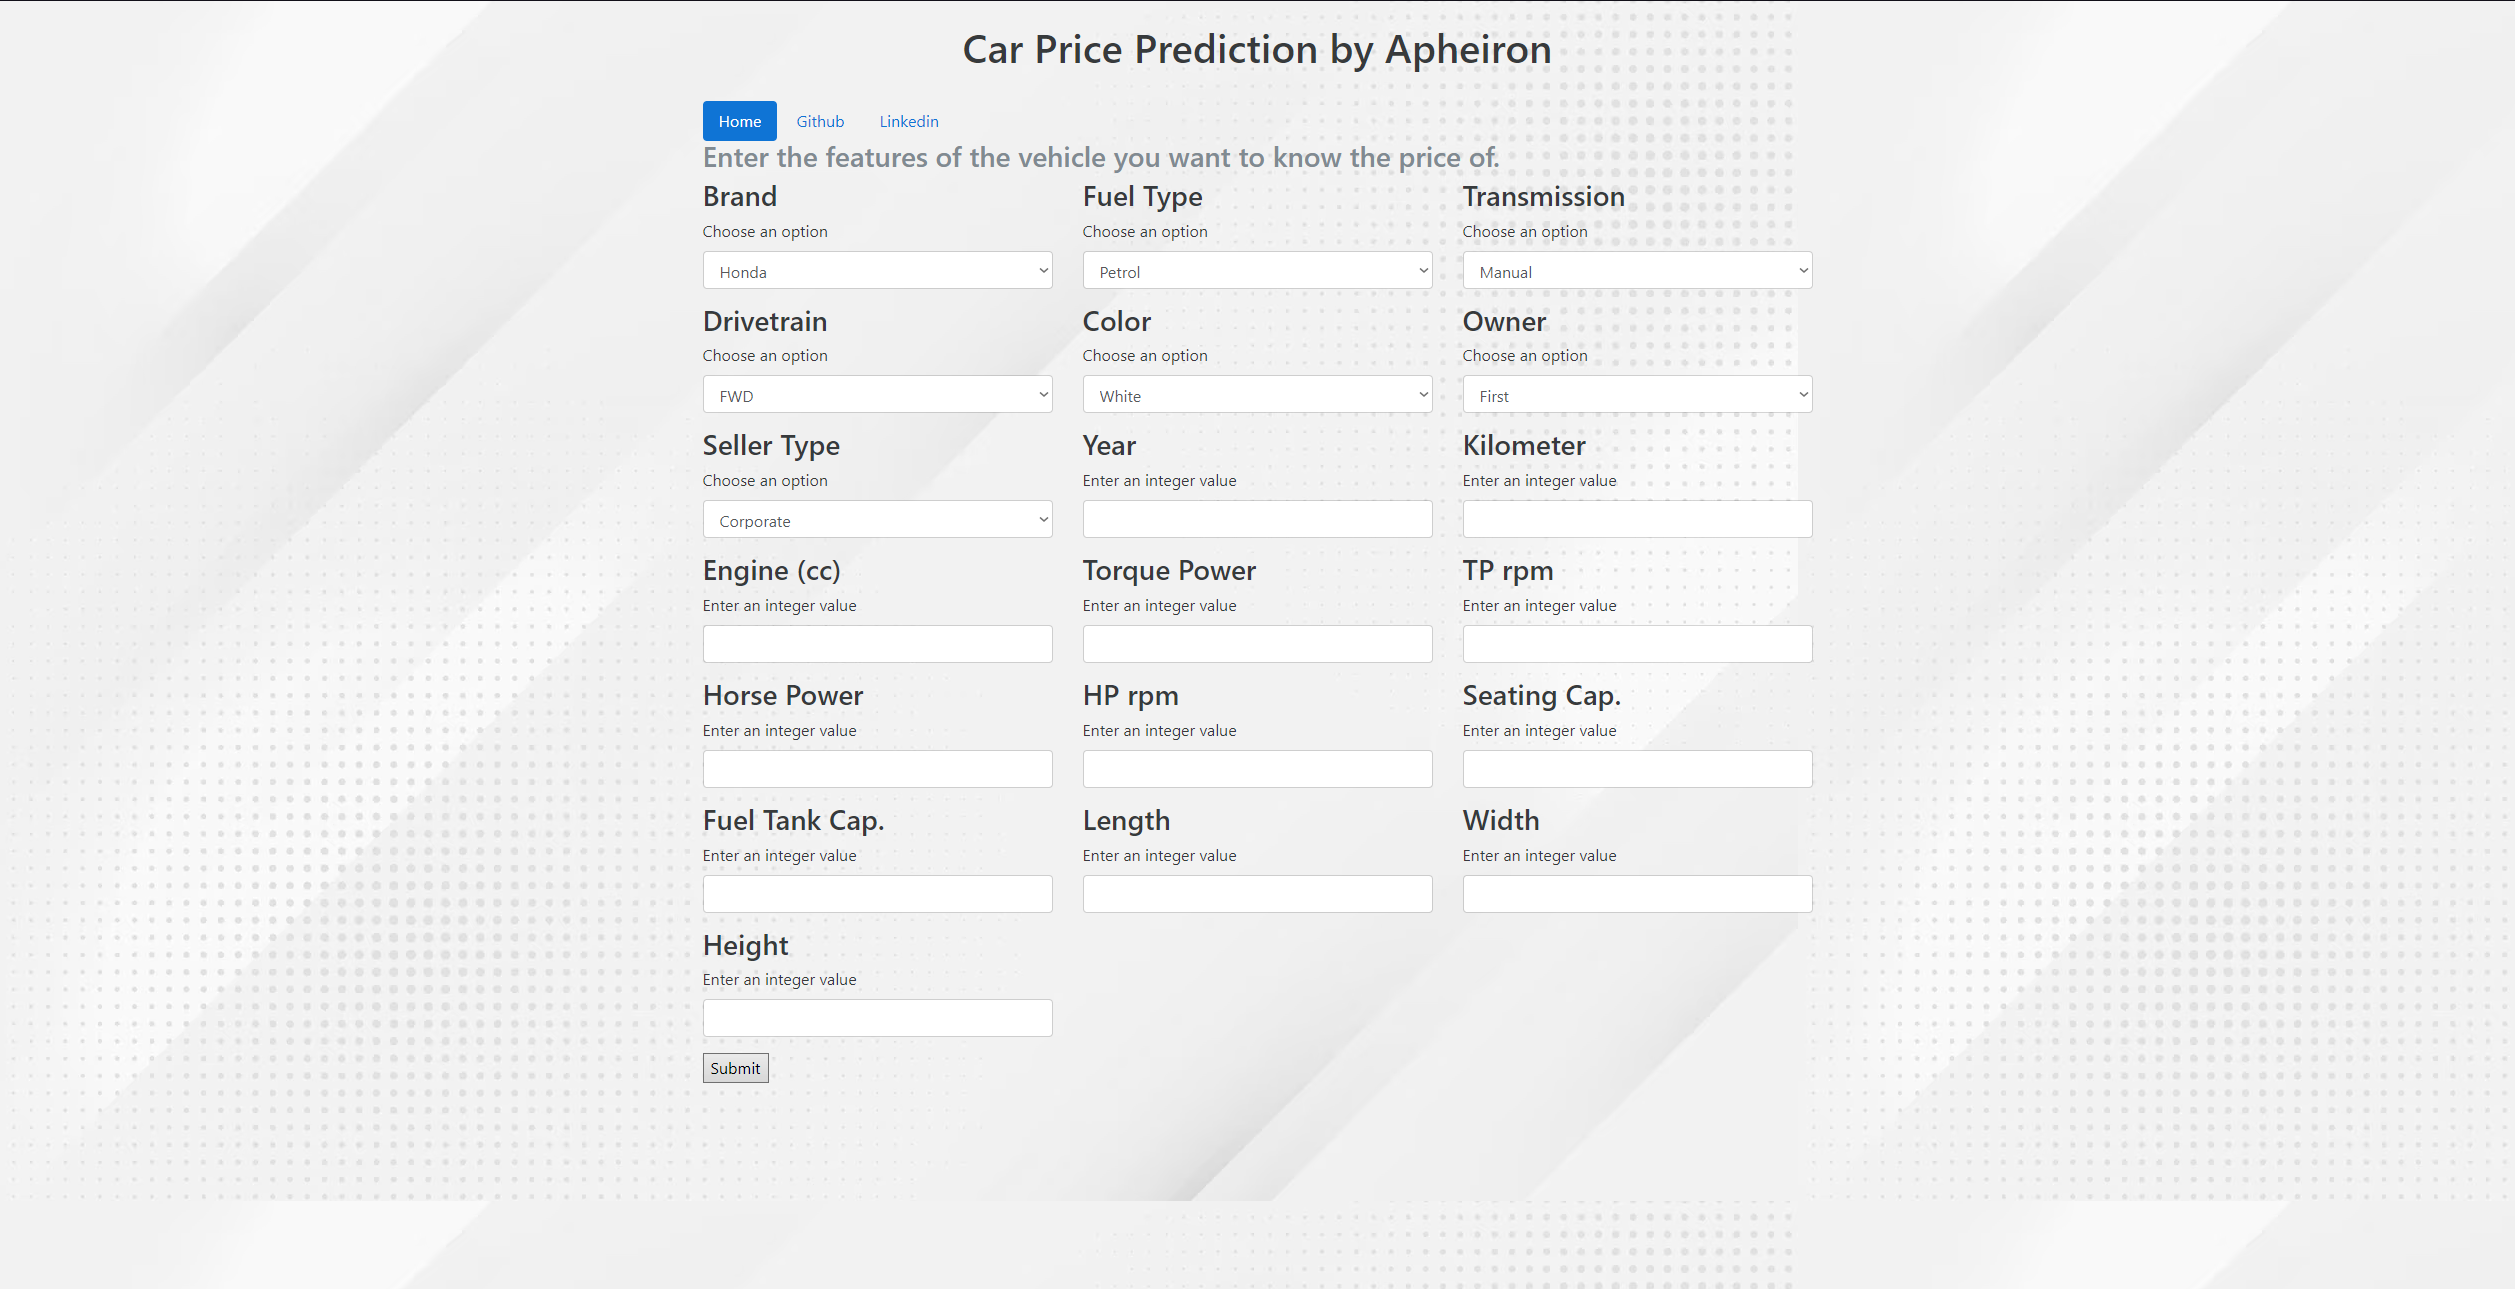 Car Price Prediction by Apheiron
Home Github Linkedin
Enter the features of the vehicle you want to know the price of.
Brand Fuel Type Transmission
Choose an option Choose an option Choose an option
Honda Petrol Manual
Drivetrain Color Owner
Choose an option Choose an option Choose an option
FWD White First
Seller Type Year Kilometer
Choose an option Enter an integer value Enter an integer value
Corporate
Engine (cc) Torque Power TP rpm
Enter an integer value Enter an integer value Enter an integer value
Horse Power HP rpm Seating Cap.
Enter an integer value Enter an integer value Enter an integer value
Fuel Tank Cap. Length Width
Enter an integer value Enter an integer value Enter an integer value
Height
Enter an integer value
Submit